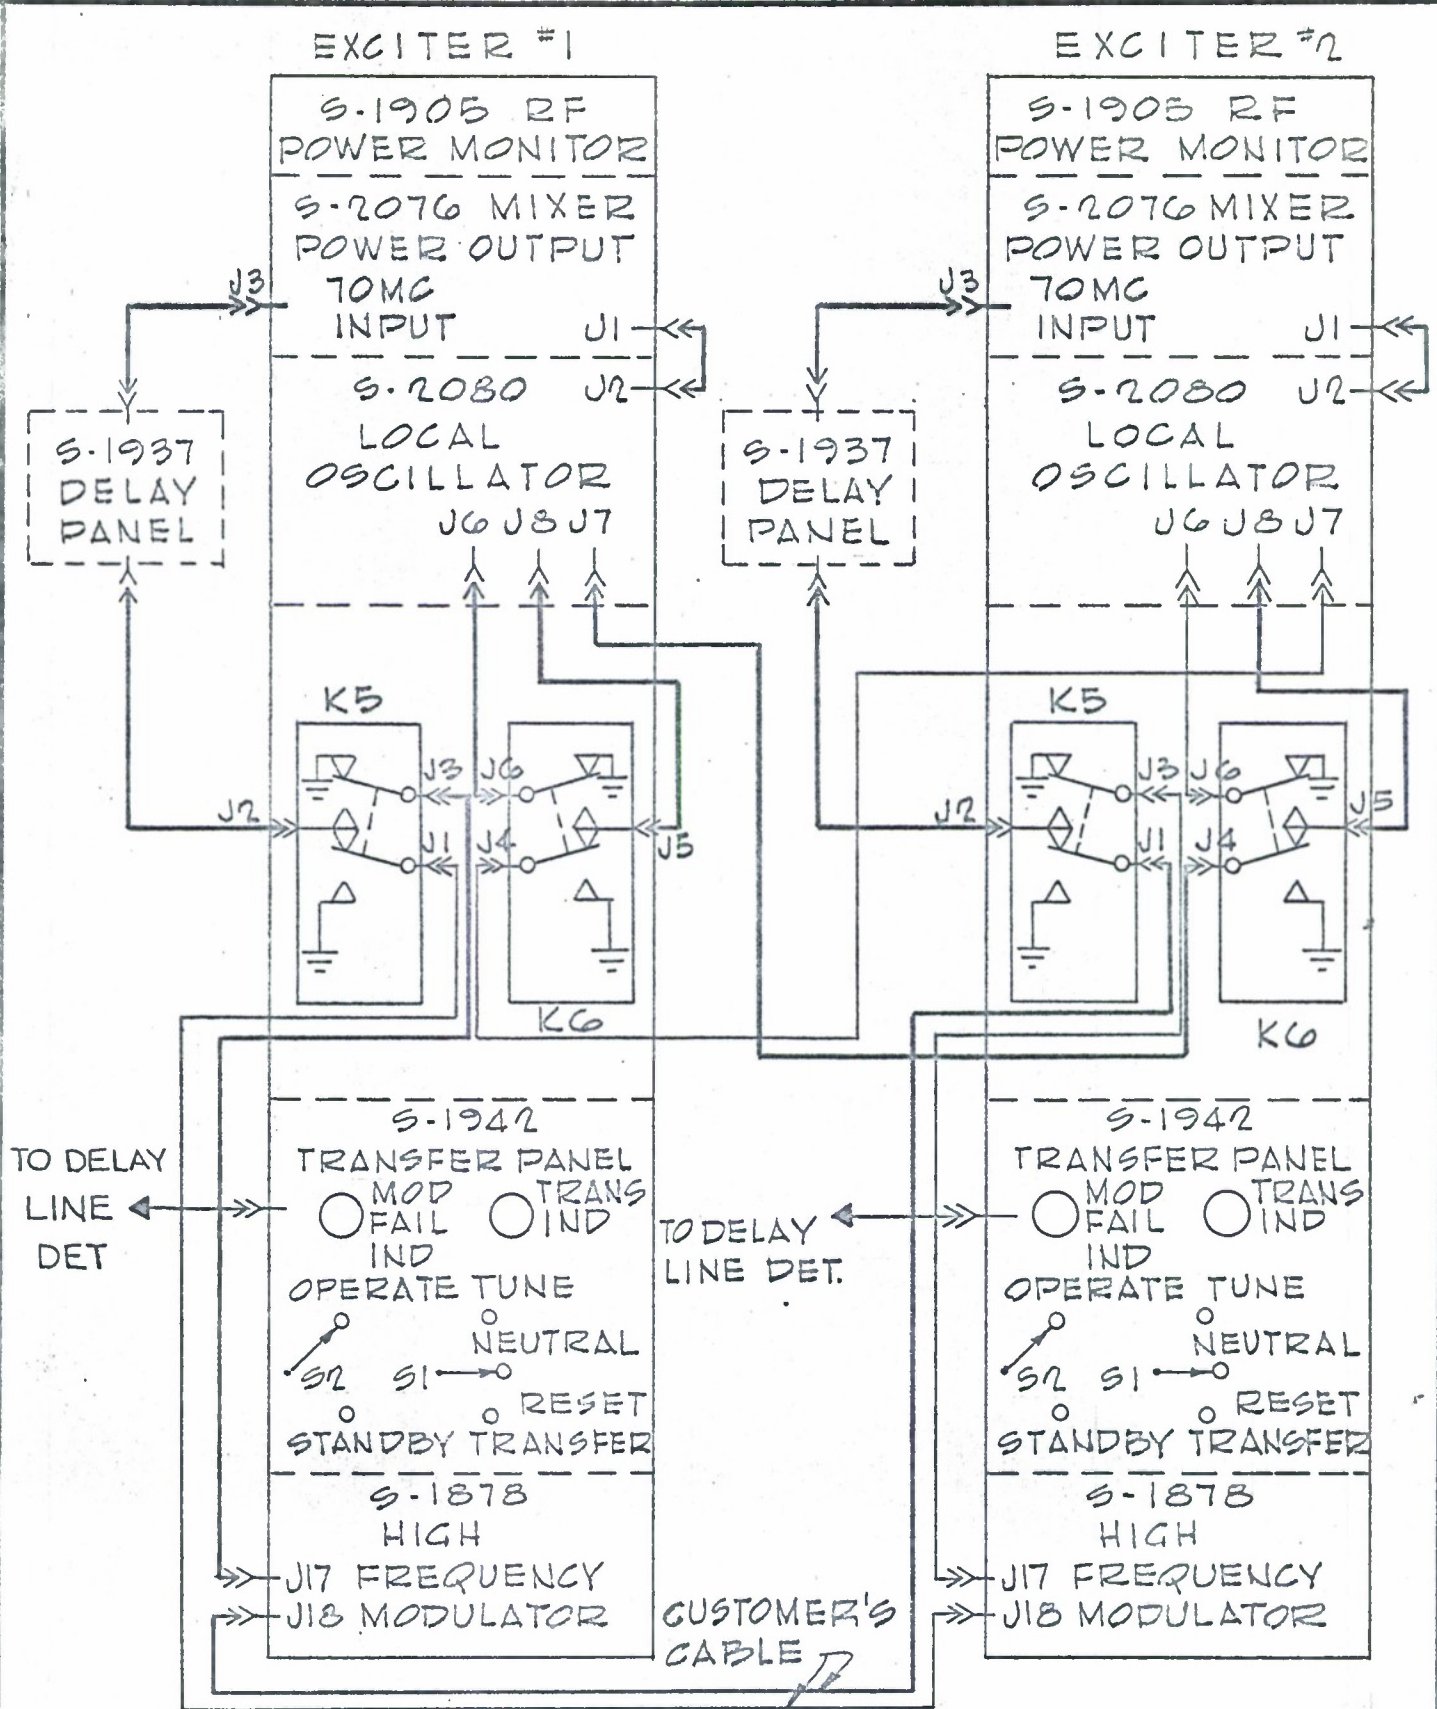 EXCITER #1
S-1905 RF
POWER MONITOR
S-2076 MIXER
POWER OUTPUT
J3
70MC
INPUT
J1
S-2080
J2
LOCAL
OSCILLATOR
J6 J8 J7
S-1937
DELAY
PANEL
K5
J3 J6
J2
J1 J4
J5
K6
S-1942
TRANSFER PANEL
MOD
FAIL
IND
TRANS
IND
TO DELAY
LINE
DET
OPERATE TUNE
NEUTRAL
S2 S1
RESET
STANDBY TRANSFER
S-1878
HIGH
J17 FREQUENCY
J18 MODULATOR
EXCITER #2
S-1905 RF
POWER MONITOR
S-2076 MIXER
POWER OUTPUT
J3
70MC
INPUT
J1
S-2080
J2
LOCAL
OSCILLATOR
J6 J8 J7
S-1937
DELAY
PANEL
K5
J3 J6
J2
J5
J1 J4
K6
S-1942
TRANSFER PANEL
MOD
FAIL
IND
TRANS
IND
TO DELAY
LINE DET.
OPERATE TUNE
NEUTRAL
S2 S1
RESET
STANDBY TRANSFER
S-1878
HIGH
J17 FREQUENCY
J18 MODULATOR
CUSTOMER'S
CABLE